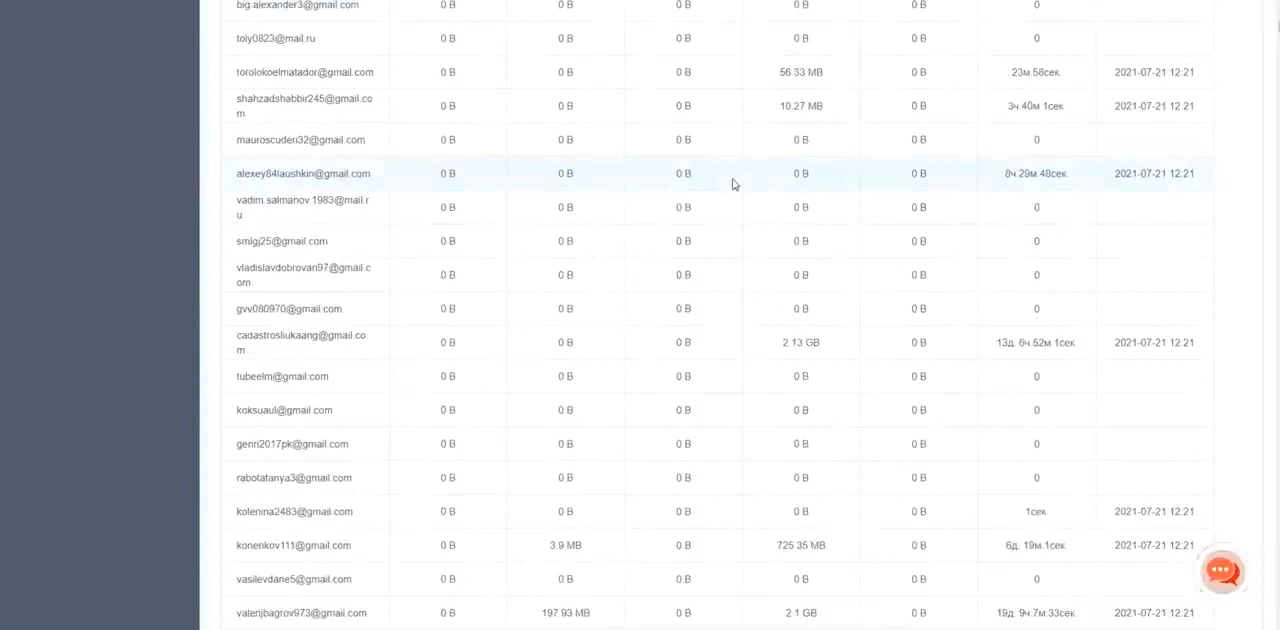 big.alexander3@gmail.com 0 B 0 B 0 B 0 B 0 B 0
toly0823@mail.ru 0 B 0 B 0 B 0 B 0 B 0
torolokoelmatador@gmail.com 0 B 0 B 0 B 56.33 MB 0 B 23м.58сек. 2021-07-21 12:21
shahzadshabbir245@gmail.co
m 0 B 0 B 0 B 10.27 MB 0 B 3ч 40м 1сек 2021-07-21 12:21
mauroscuderi32@gmail.com 0 B 0 B 0 B 0 B 0 B 0
alexey84laushkin@gmail.com 0 B 0 B 0 B 0 B 0 B 8ч.29м.48сек 2021-07-21 12:21
vadim.salmanov.1983@mail.r
u 0 B 0 B 0 B 0 B 0 B 0
smlgj25@gmail.com 0 B 0 B 0 B 0 B 0 B 0
vladislavdobrovan97@gmail.c
om 0 B 0 B 0 B 0 B 0 B 0
gvv080970@gmail.com 0 B 0 B 0 B 0 B 0 B 0
cadastrosliukaang@gmail.co
m 0 B 0 B 0 B 2.13 GB 0 B 13д. 6ч.52м 1сек 2021-07-21 12:21
tubeelm@gmail.com 0 B 0 B 0 B 0 B 0 B 0
koksuaul@gmail.com 0 B 0 B 0 B 0 B 0 B 0
genri2017pk@gmail.com 0 B 0 B 0 B 0 B 0 B 0
rabotatanya3@gmail.com 0 B 0 B 0 B 0 B 0 B 0
kolenina2483@gmail.com 0 B 0 B 0 B 0 B 0 B 1сек 2021-07-21 12:21
konenkov111@gmail.com 0 B 3.9 MB 0 B 725.35 MB 0 B 6д. 19м.1сек. 2021-07-21 12:21
vasilevdane5@gmail.com 0 B 0 B 0 B 0 B 0 B 0
valerijbagrov973@gmail.com 0 B 197.93 MB 0 B 2.1 GB 0 B 19д. 9ч.7м.33сек. 2021-07-21 12:21